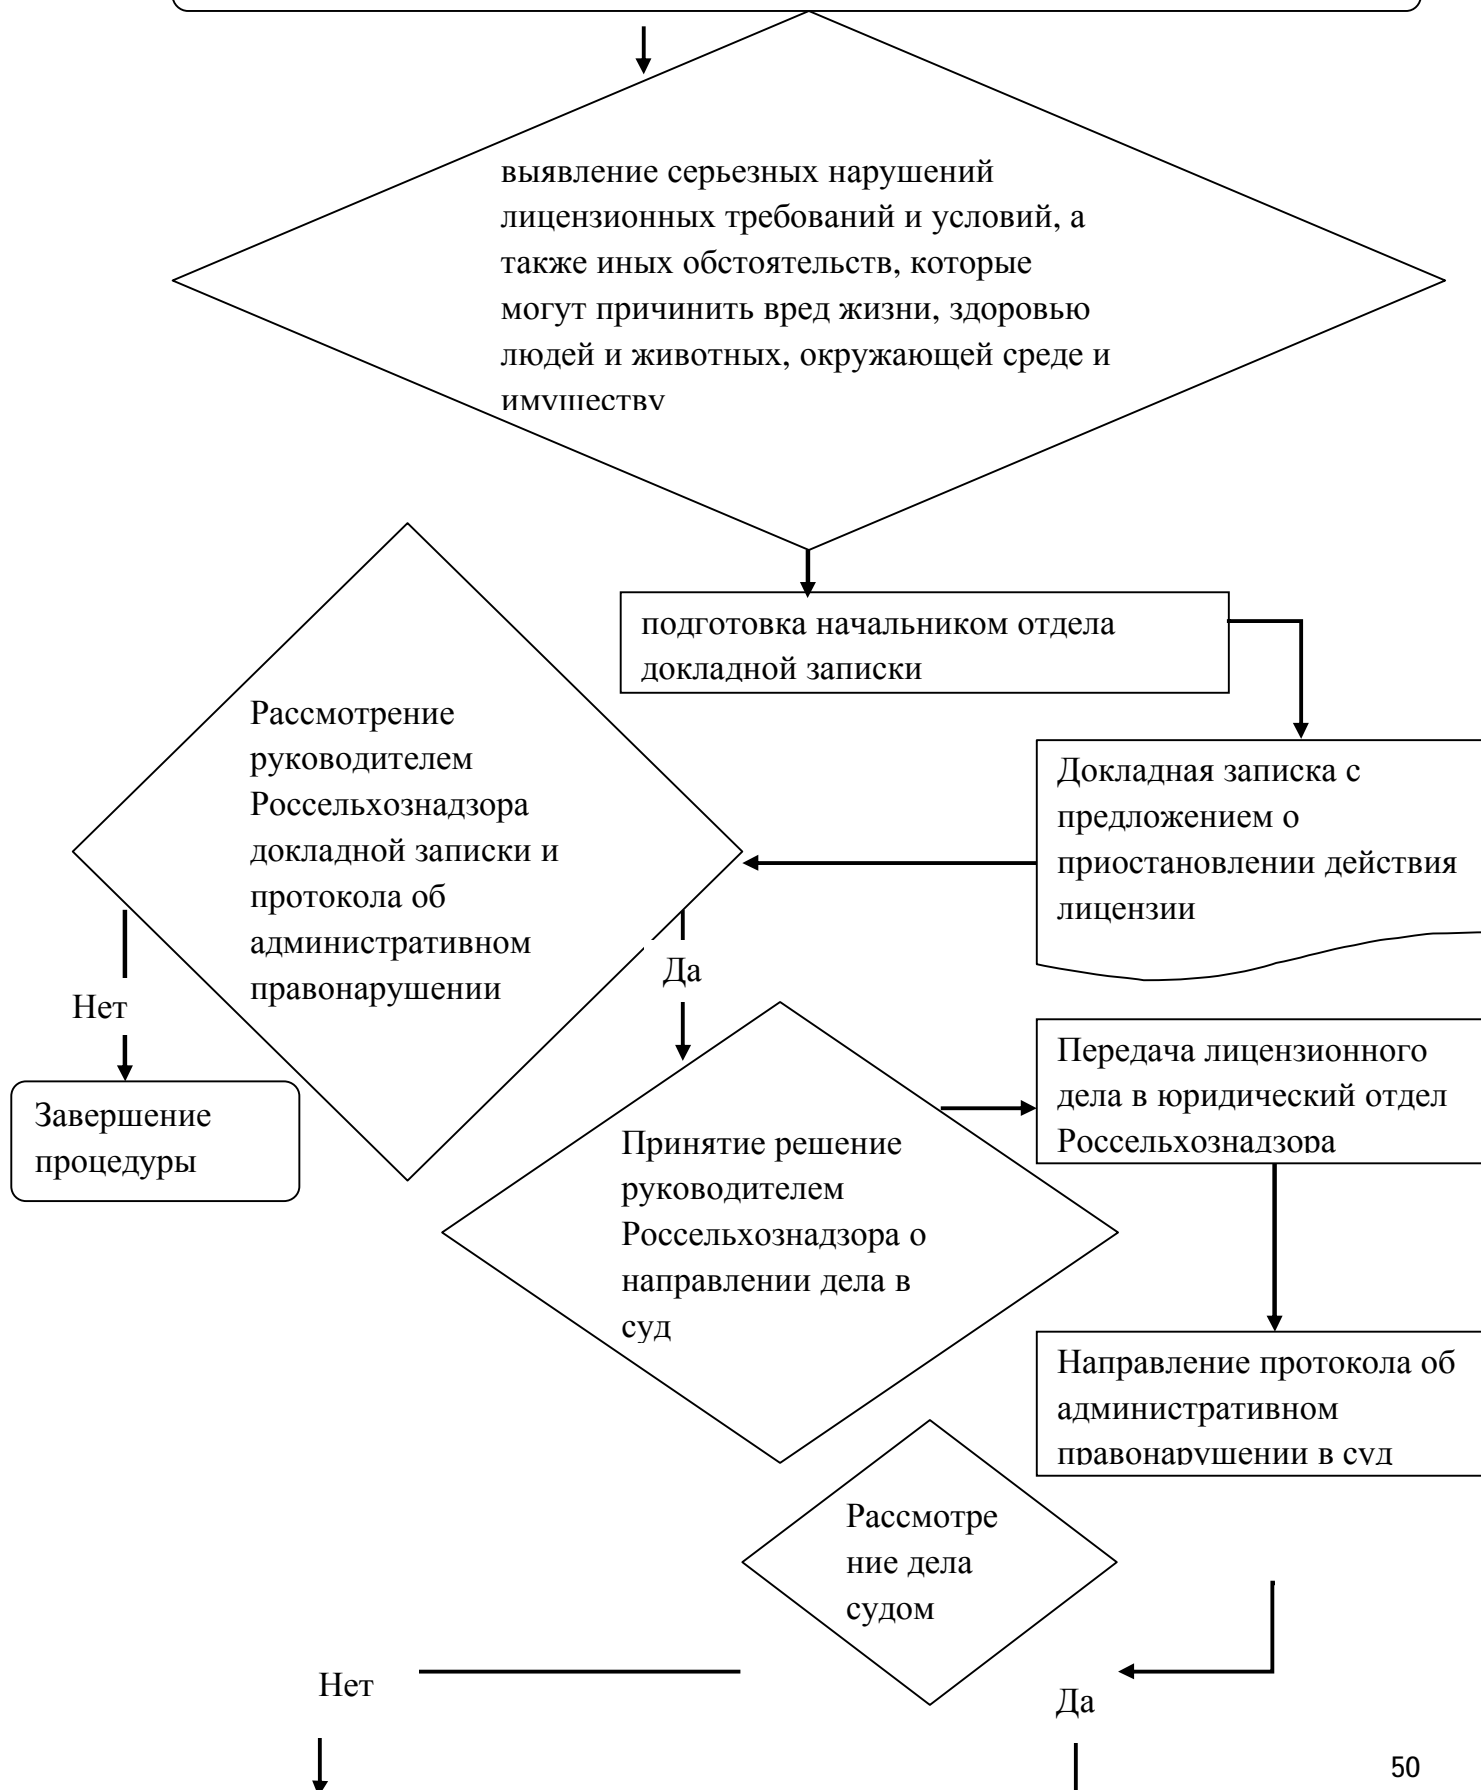 выявление серьезных нарушений
лицензионных требований и условий, а
также иных обстоятельств, которые
могут причинить вред жизни, здоровью
людей и животных, окружающей среде и
имуществу
подготовка начальником отдела
докладной записки
Рассмотрение
руководителем
Россельхознадзора
докладной записки и
протокола об
административном
правонарушении
Докладная записка с
предложением о
приостановлении действия
лицензии
Да
Нет
Завершение
процедуры
Передача лицензионного
дела в юридический отдел
Россельхознадзора
Принятие решение
руководителем
Россельхознадзора о
направлении дела в
суд
Направление протокола об
административном
правонарушении в суд
Рассмотре
ние дела
судом
Нет
Да
50